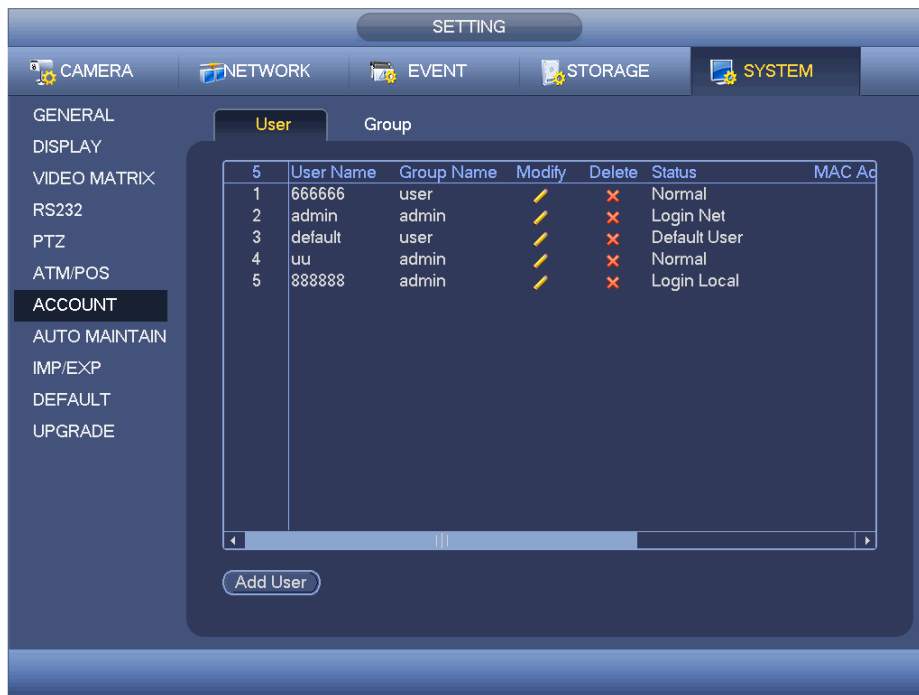 SETTING
CAMERA NETWORK EVENT STORAGE SYSTEM
GENERAL
DISPLAY
VIDEO MATRIX
RS232
PTZ
ATM/POS
ACCOUNT
AUTO MAINTAIN
IMP/EXP
DEFAULT
UPGRADE
User Group
5 User Name Group Name Modify Delete Status MAC Ad
1 666666 user Normal
2 admin admin Login Net
3 default user Default User
4 uu admin Normal
5 888888 admin Login Local
Add User